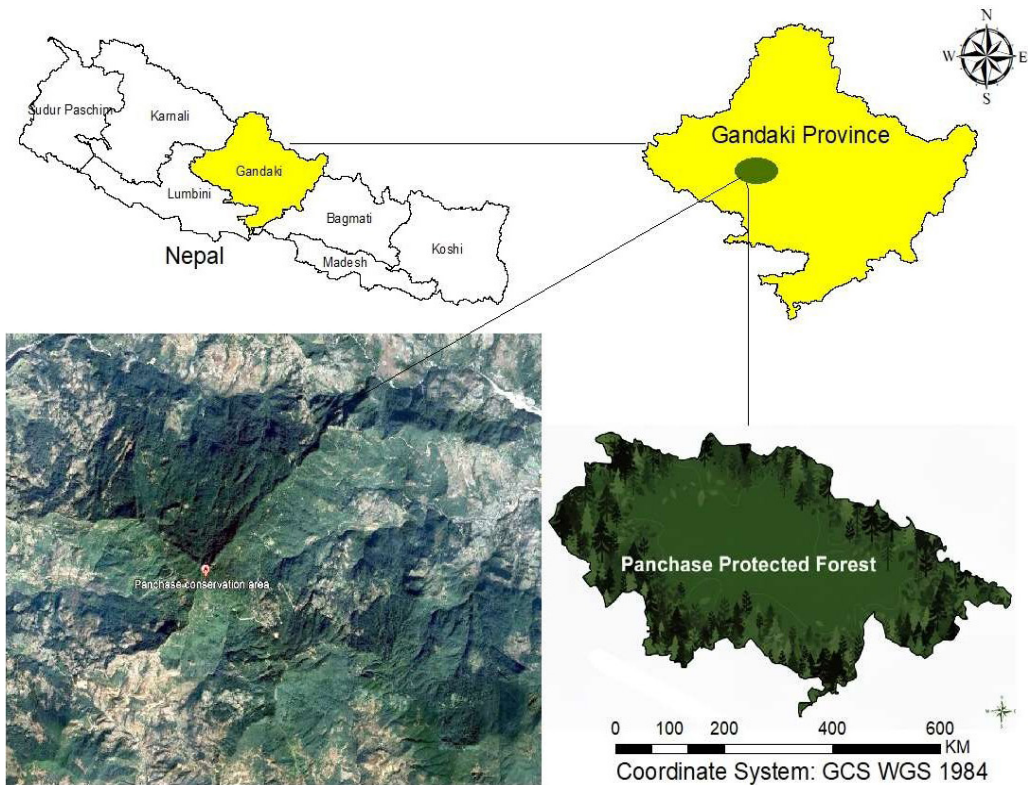 N
W E
S
Sudur Paschim
Karnali
Gandaki
Lumbini
Bagmati
Koshi
Madesh
Nepal
Gandaki Province
Panchase conservation area
Panchase Protected Forest
0 100 200 400 600
KM
Coordinate System: GCS WGS 1984